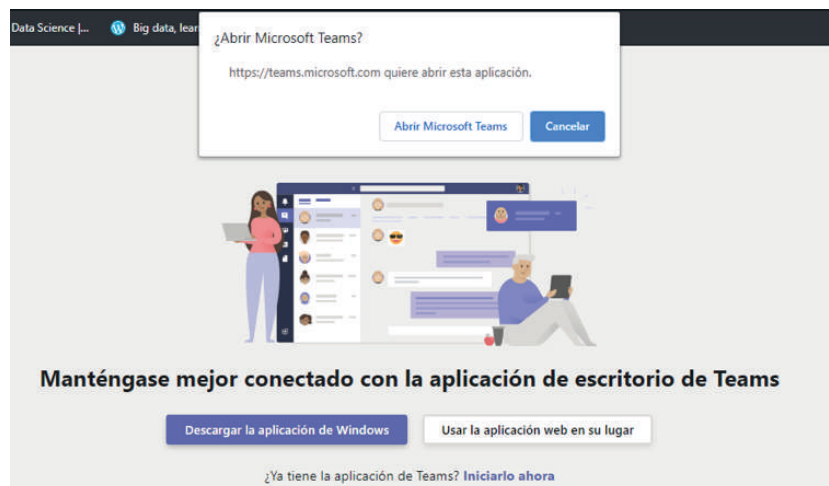 Data Science |...
Big data, lear
¿Abrir Microsoft Teams?
https://teams.microsoft.com quiere abrir esta aplicación.
Abrir Microsoft Teams
Cancelar
Manténgase mejor conectado con la aplicación de escritorio de Teams
Descargar la aplicación de Windows
Usar la aplicación web en su lugar
¿Ya tiene la aplicación de Teams? Iniciarlo ahora